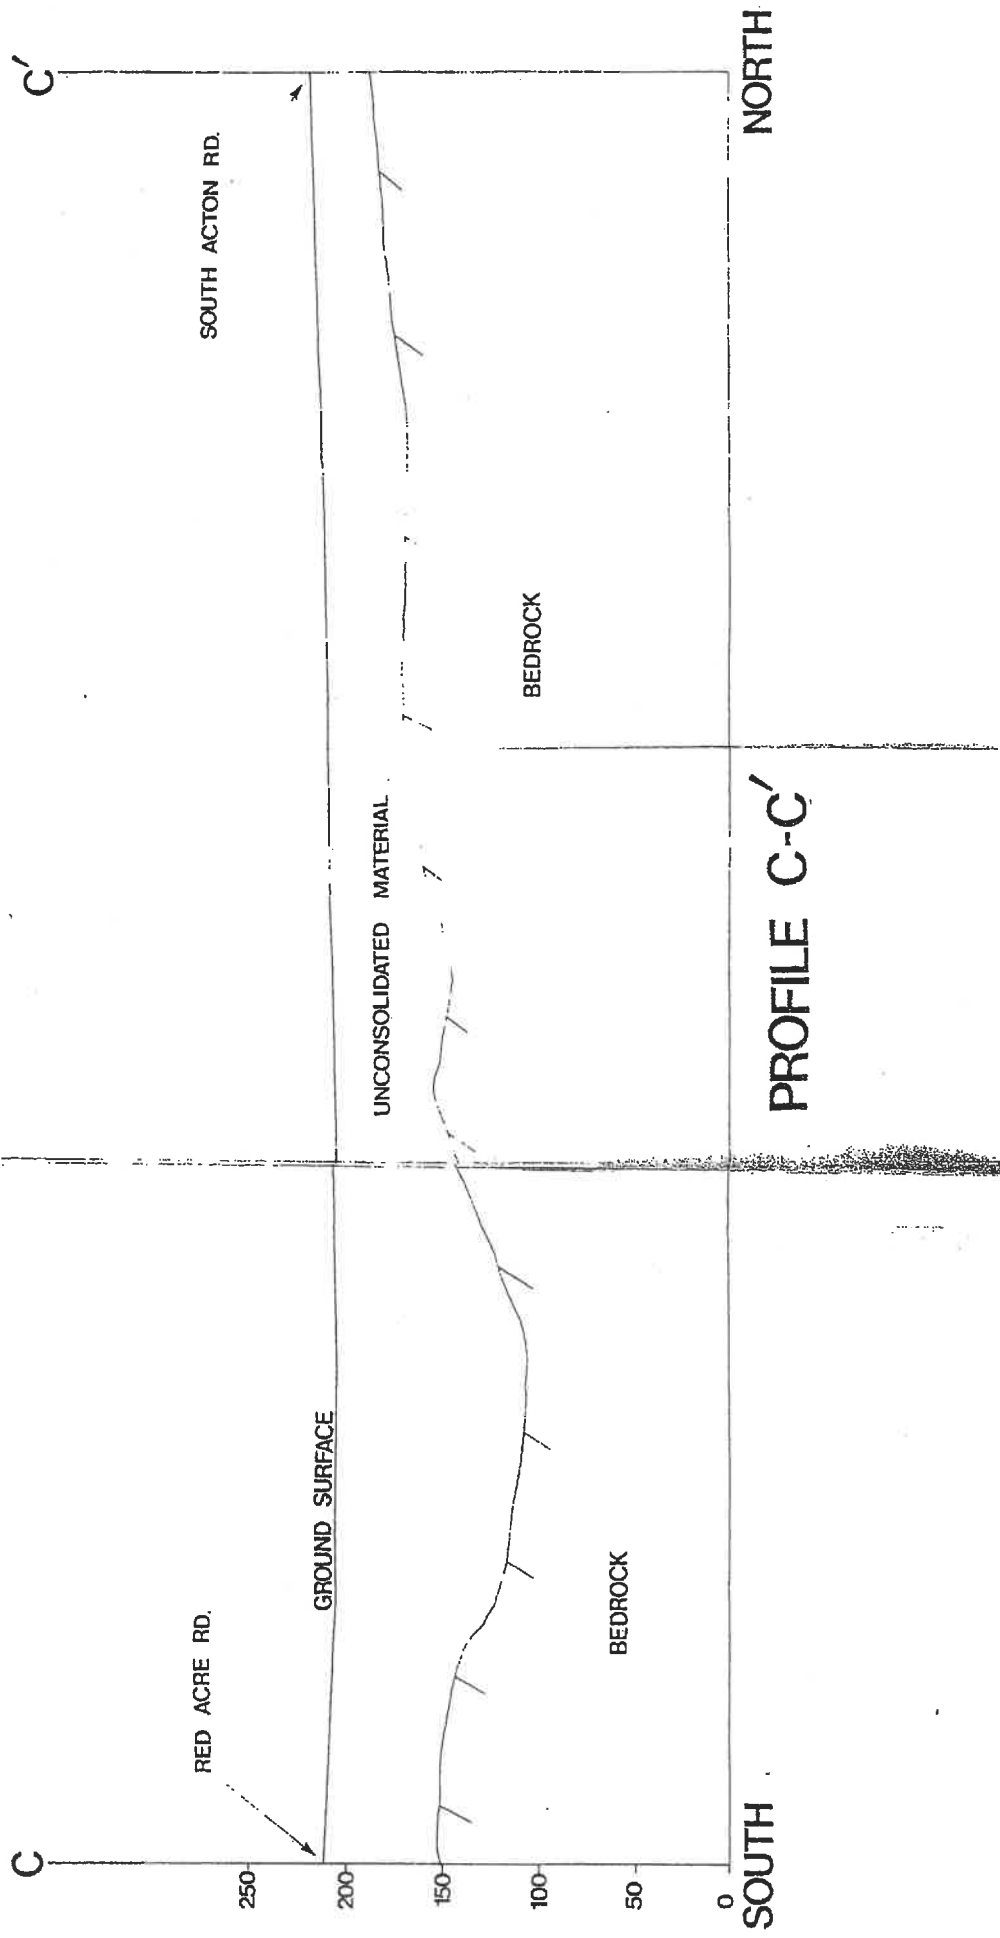 C
C′
RED ACRE RD.
SOUTH ACTON RD.
250
GROUND SURFACE
200
UNCONSOLIDATED MATERIAL
150
BEDROCK
100
BEDROCK
50
0
SOUTH
NORTH
PROFILE C-C′